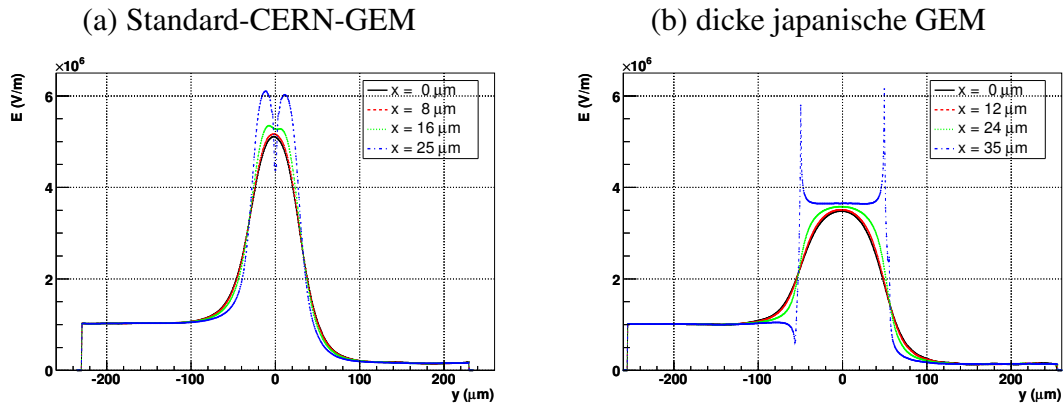 (a) Standard-CERN-GEM
×10⁶
E (V/m)
6
4
2
0
x = 0 µm
x = 8 µm
x = 16 µm
x = 25 µm
-200
-100
0
100
200
y (µm)
(b) dicke japanische GEM
×10⁶
E (V/m)
6
4
2
0
x = 0 µm
x = 12 µm
x = 24 µm
x = 35 µm
-200
-100
0
100
200
y (µm)